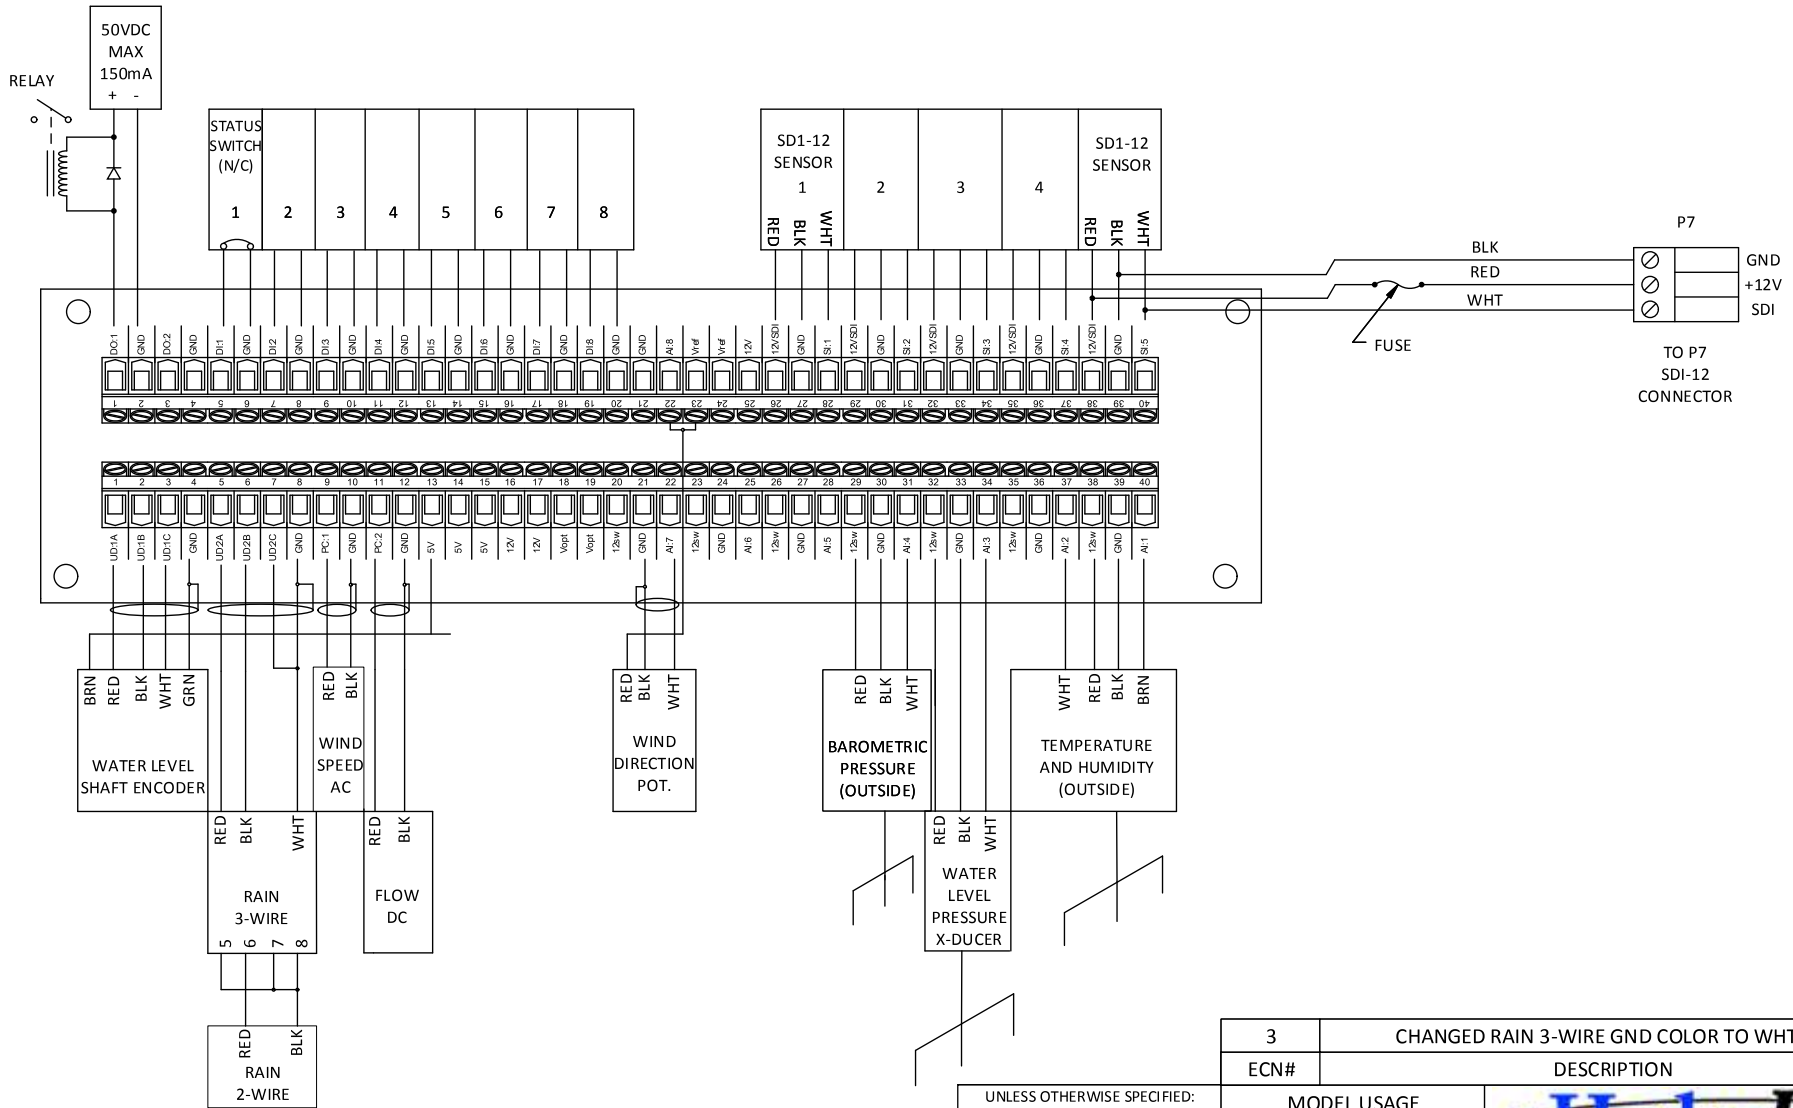 50VDC
MAX
150mA
+ -
RELAY
STATUS
SWITCH
(N/C)
1 2 3 4 5 6 7 8
SD1-12
SENSOR
1
RED BLK WHT
2 3 4
SD1-12
SENSOR
RED BLK WHT
P7
BLK
RED
WHT
GND
+12V
SDI
FUSE
TO P7
SDI-12
CONNECTOR
DO:1 GND DO:2 GND DI:1 GND DI:2 GND DI:3 GND DI:4 GND DI:5 GND DI:6 GND DI:7 GND DI:8 GND GND AI:8 Vref Vref 12V 12VSDI GND SI:1 12VSDI GND SI:2 12VSDI GND SI:3 12VSDI GND SI:4 12VSDI GND SI:5
1 2 3 4 5 6 7 8 9 10 11 12 13 14 15 16 17 18 19 20 21 22 23 24 25 26 27 28 29 30 31 32 33 34 35 36 37 38 39 40
1 2 3 4 5 6 7 8 9 10 11 12 13 14 15 16 17 18 19 20 21 22 23 24 25 26 27 28 29 30 31 32 33 34 35 36 37 38 39 40
UD:1A UD:1B UD:1C GND UD:2A UD:2B UD:2C GND PC:1 GND PC:2 GND 5V 5V 5V 12V 12V Vopt Vopt 12sw GND AI:7 12sw GND AI:6 12sw GND AI:5 12sw GND AI:4 12sw GND AI:3 12sw GND AI:2 12sw GND AI:1
BRN RED BLK WHT GRN
WATER LEVEL
SHAFT ENCODER
RED BLK
WIND
SPEED
AC
RED BLK WHT
WIND
DIRECTION
POT.
RED BLK WHT
BAROMETRIC
PRESSURE
(OUTSIDE)
WHT RED BLK BRN
TEMPERATURE
AND HUMIDITY
(OUTSIDE)
RED BLK WHT
RAIN
3-WIRE
5 6 7 8
RED BLK
FLOW
DC
RED BLK WHT
WATER
LEVEL
PRESSURE
X-DUCER
RED BLK
RAIN
2-WIRE
3 CHANGED RAIN 3-WIRE GND COLOR TO WHT
ECN# DESCRIPTION
UNLESS OTHERWISE SPECIFIED:
MODEL USAGE